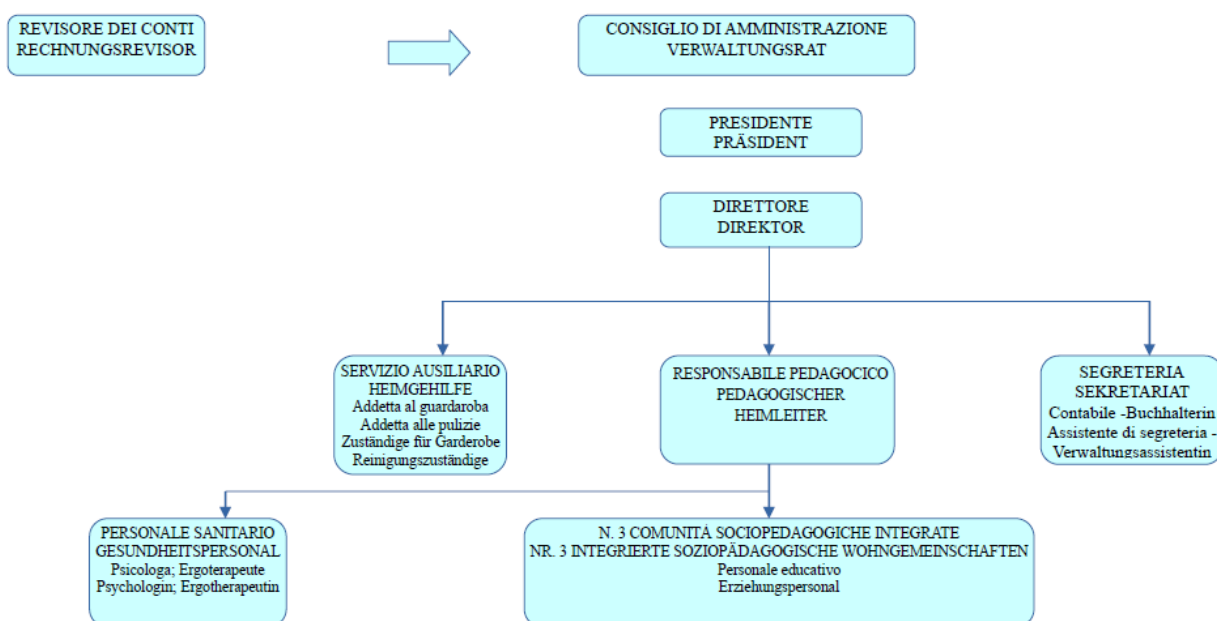 REVISORE DEI CONTI
RECHNUNGSREVISOR
CONSIGLIO DI AMMINISTRAZIONE
VERWALTUNGSRAT
PRESIDENTE
PRÄSIDENT
DIRETTORE
DIREKTOR
SERVIZIO AUSILIARIO
HEIMGEHILFE
Addetta al guardaroba
Addetta alle pulizie
Zuständige für Garderobe
Reinigungszuständige
RESPONSABILE PEDAGOCICO
PEDAGOGISCHER
HEIMLEITER
SEGRETERIA
SEKRETARIAT
Contabile -Buchhalterin
Assistente di segreteria -
Verwaltungsassistentin
PERSONALE SANITARIO
GESUNDHEITSPERSONAL
Psicologa; Ergoterapeute
Psychologin; Ergotherapeutin
N. 3 COMUNITÁ SOCIOPEDAGOGICHE INTEGRATE
NR. 3 INTEGRIERTE SOZIOPÄDAGOGISCHE WOHNGEMEINSCHAFTEN
Personale educativo
Erziehungspersonal